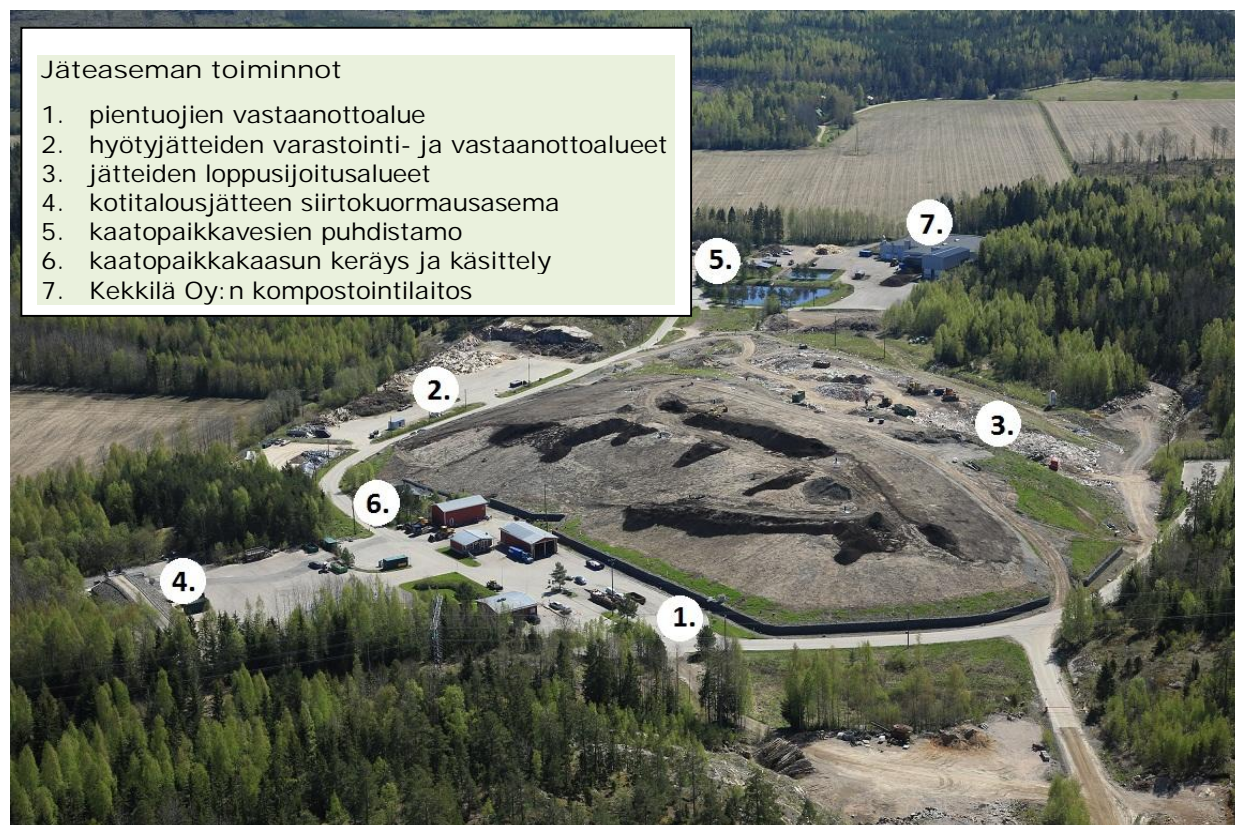 Jäteaseman toiminnot
1. pientuojien vastaanottoalue
2. hyötyjätteiden varastointi- ja vastaanottoalueet
3. jätteiden loppusijoitusalueet
4. kotitalousjätteen siirtokuormausasema
5. kaatopaikkavesien puhdistamo
6. kaatopaikkakaasun keräys ja käsittely
7. Kekkilä Oy:n kompostointilaitos
7.
5.
2.
3.
6.
4.
1.